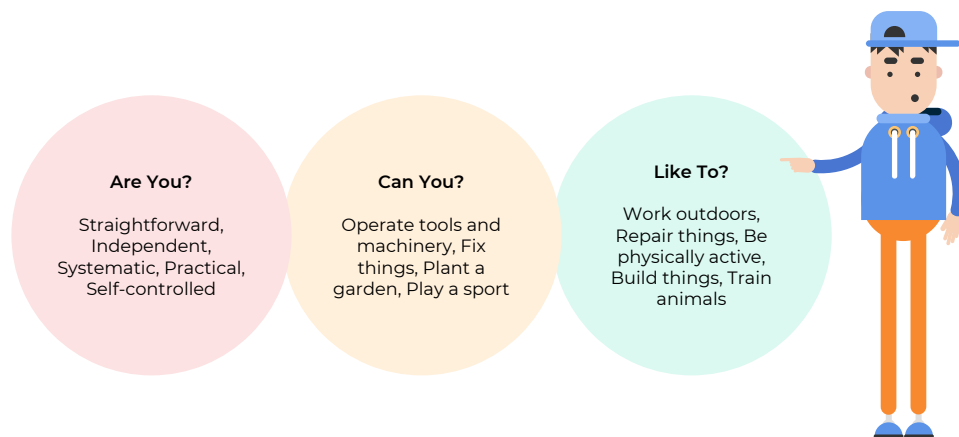 Are You?
Straightforward,
Independent,
Systematic, Practical,
Self-controlled
Can You?
Operate tools and
machinery, Fix
things, Plant a
garden, Play a sport
Like To?
Work outdoors,
Repair things, Be
physically active,
Build things, Train
animals